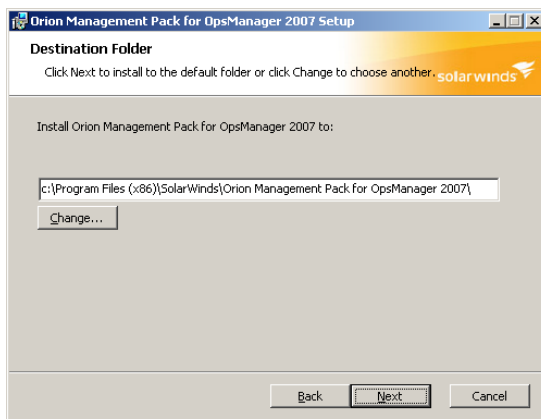 Orion Management Pack for OpsManager 2007 Setup
Destination Folder
Click Next to install to the default folder or click Change to choose another.
solarwinds
Install Orion Management Pack for OpsManager 2007 to:
c:\Program Files (x86)\SolarWinds\Orion Management Pack for OpsManager 2007\
Change...
Back Next Cancel